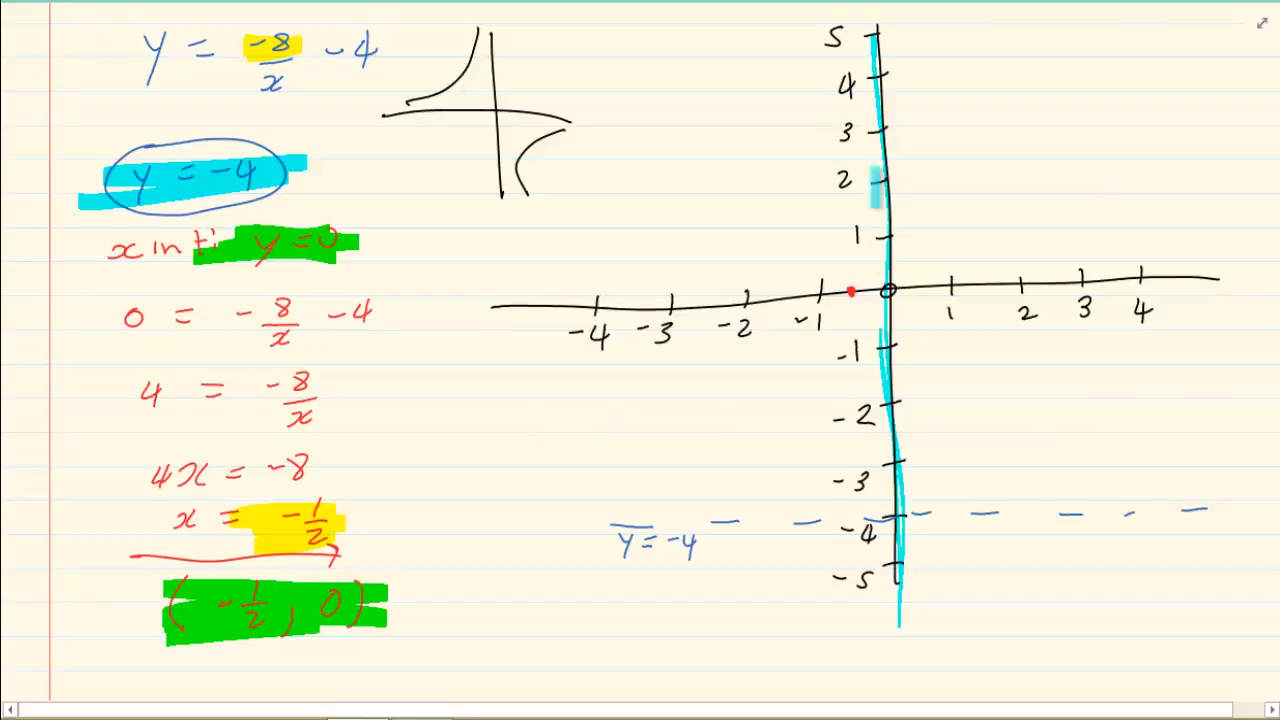 y = -8/x - 4
y = -4
x int: y = 0
0 = -8/x - 4
4 = -8/x
4x = -8
x = -1/2
(-1/2, 0)
5
4
3
2
1
-4 -3 -2 -1 0 1 2 3 4
-1
-2
-3
-4
y = -4
-5